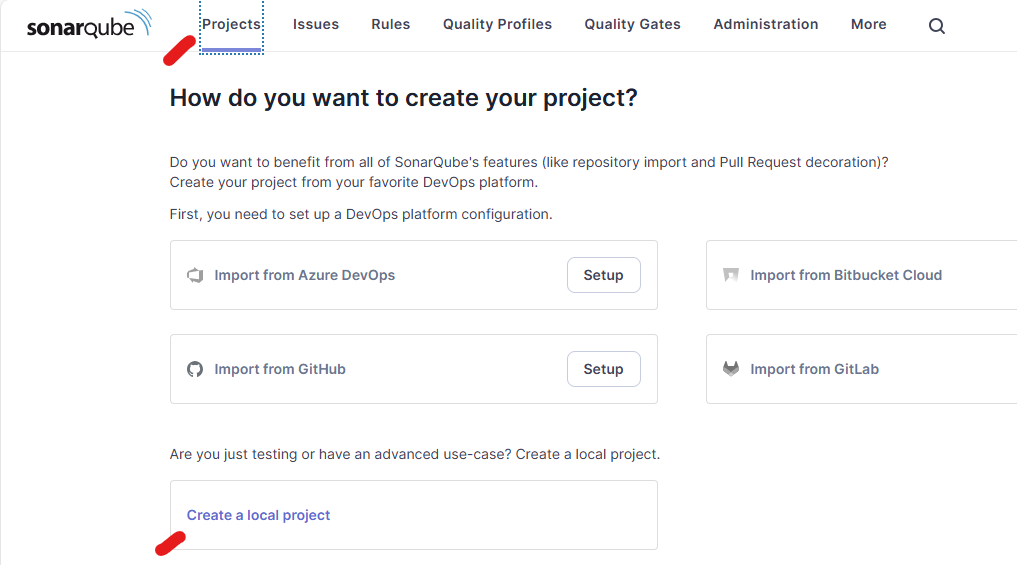 sonarqube Projects Issues Rules Quality Profiles Quality Gates Administration More
How do you want to create your project?
Do you want to benefit from all of SonarQube's features (like repository import and Pull Request decoration)?
Create your project from your favorite DevOps platform.
First, you need to set up a DevOps platform configuration.
Import from Azure DevOps Setup Import from Bitbucket Cloud
Import from GitHub Setup Import from GitLab
Are you just testing or have an advanced use-case? Create a local project.
Create a local project